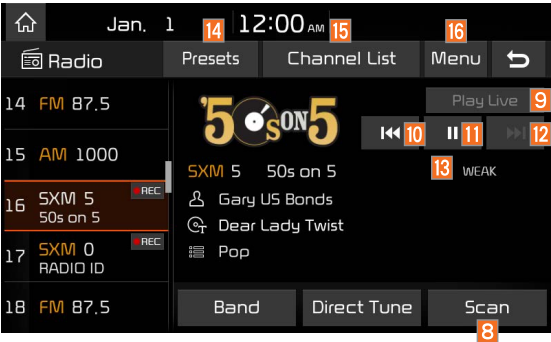 Jan. 1 12:00 AM
14 15 16
Radio Presets Channel List Menu
14 FM 87.5
15 AM 1000
16 SXM 5 REC
50s on 5
17 SXM 0 REC
RADIO ID
18 FM 87.5
'50s ON 5
SXM 5 50s on 5
Gary US Bonds
Dear Lady Twist
Pop
Play Live 9
10 11 12
13 WEAK
Band Direct Tune Scan
8